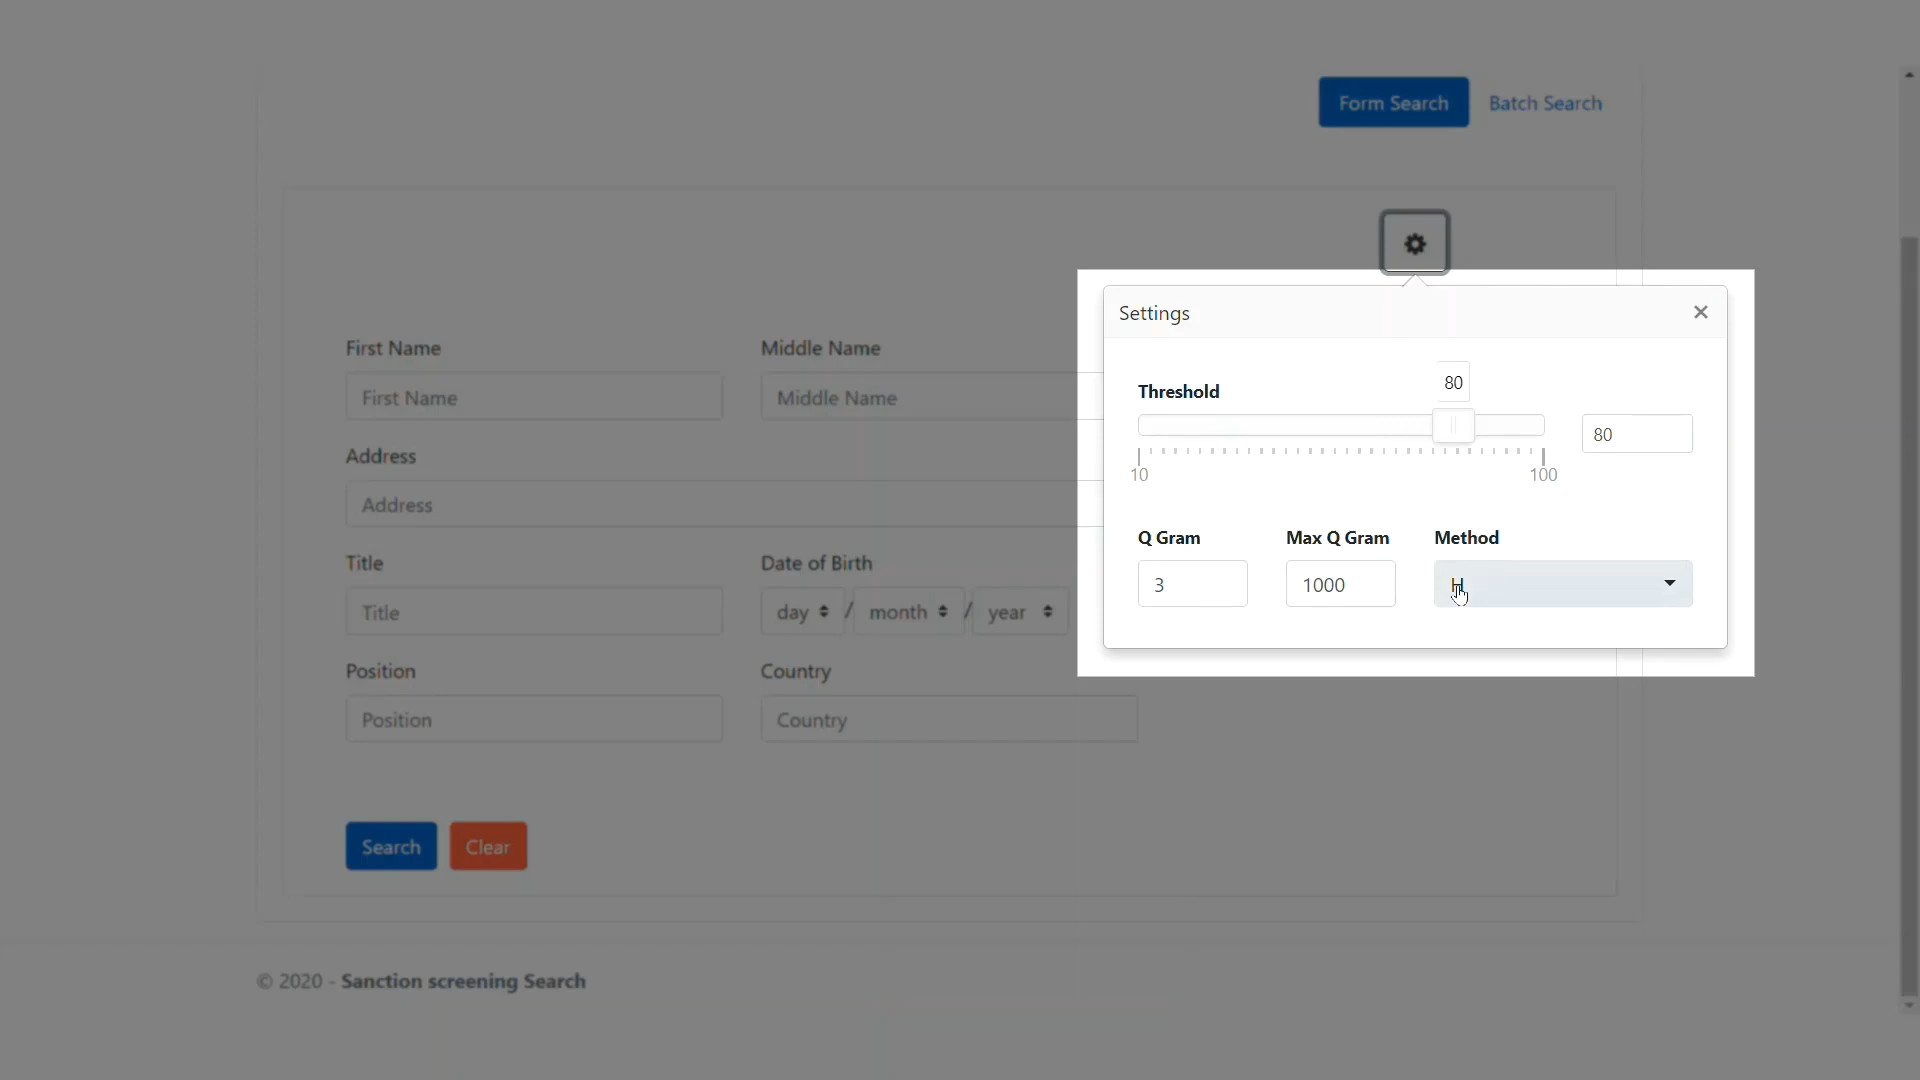 Form Search Batch Search
Settings ×
First Name Middle Name
First Name Middle Name
Threshold 80
80
10 100
Address
Address
Q Gram Max Q Gram Method
3 1000 H
Title Date of Birth
Title day / month / year
Position Country
Position Country
Search Clear
© 2020 - Sanction screening Search